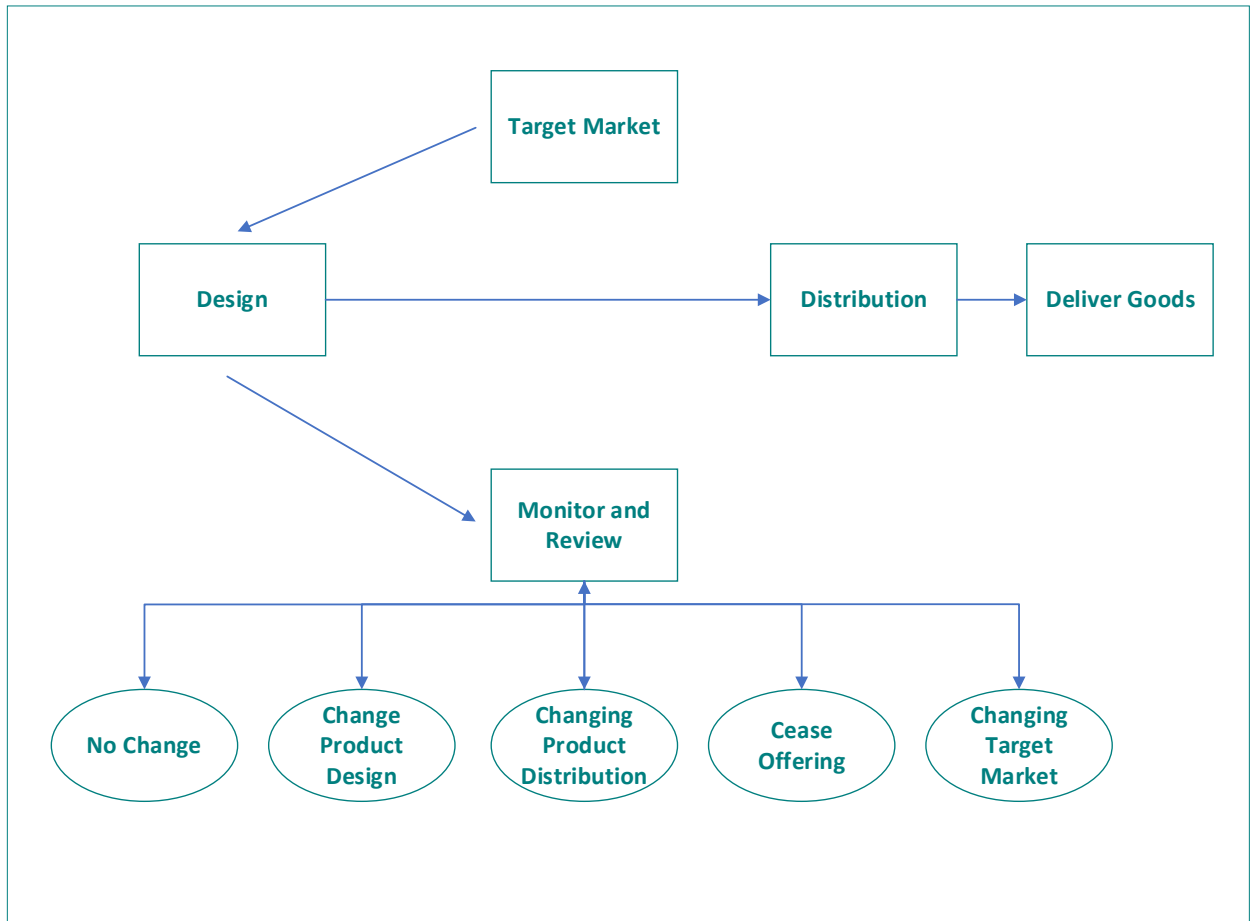 Target Market
Design
Distribution
Deliver Goods
Monitor and
Review
No Change
Change
Product
Design
Changing
Product
Distribution
Cease
Offering
Changing
Target
Market